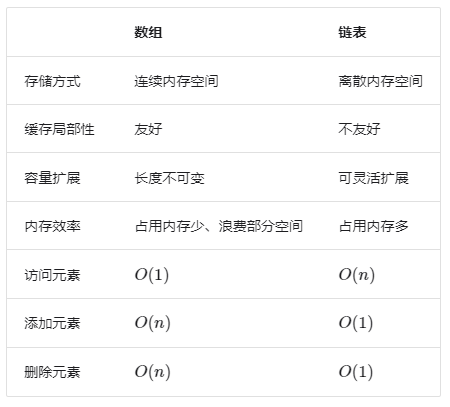 数组 链表
存储方式 连续内存空间 离散内存空间
缓存局部性 友好 不友好
容量扩展 长度不可变 可灵活扩展
内存效率 占用内存少、浪费部分空间 占用内存多
访问元素 O(1) O(n)
添加元素 O(n) O(1)
删除元素 O(n) O(1)